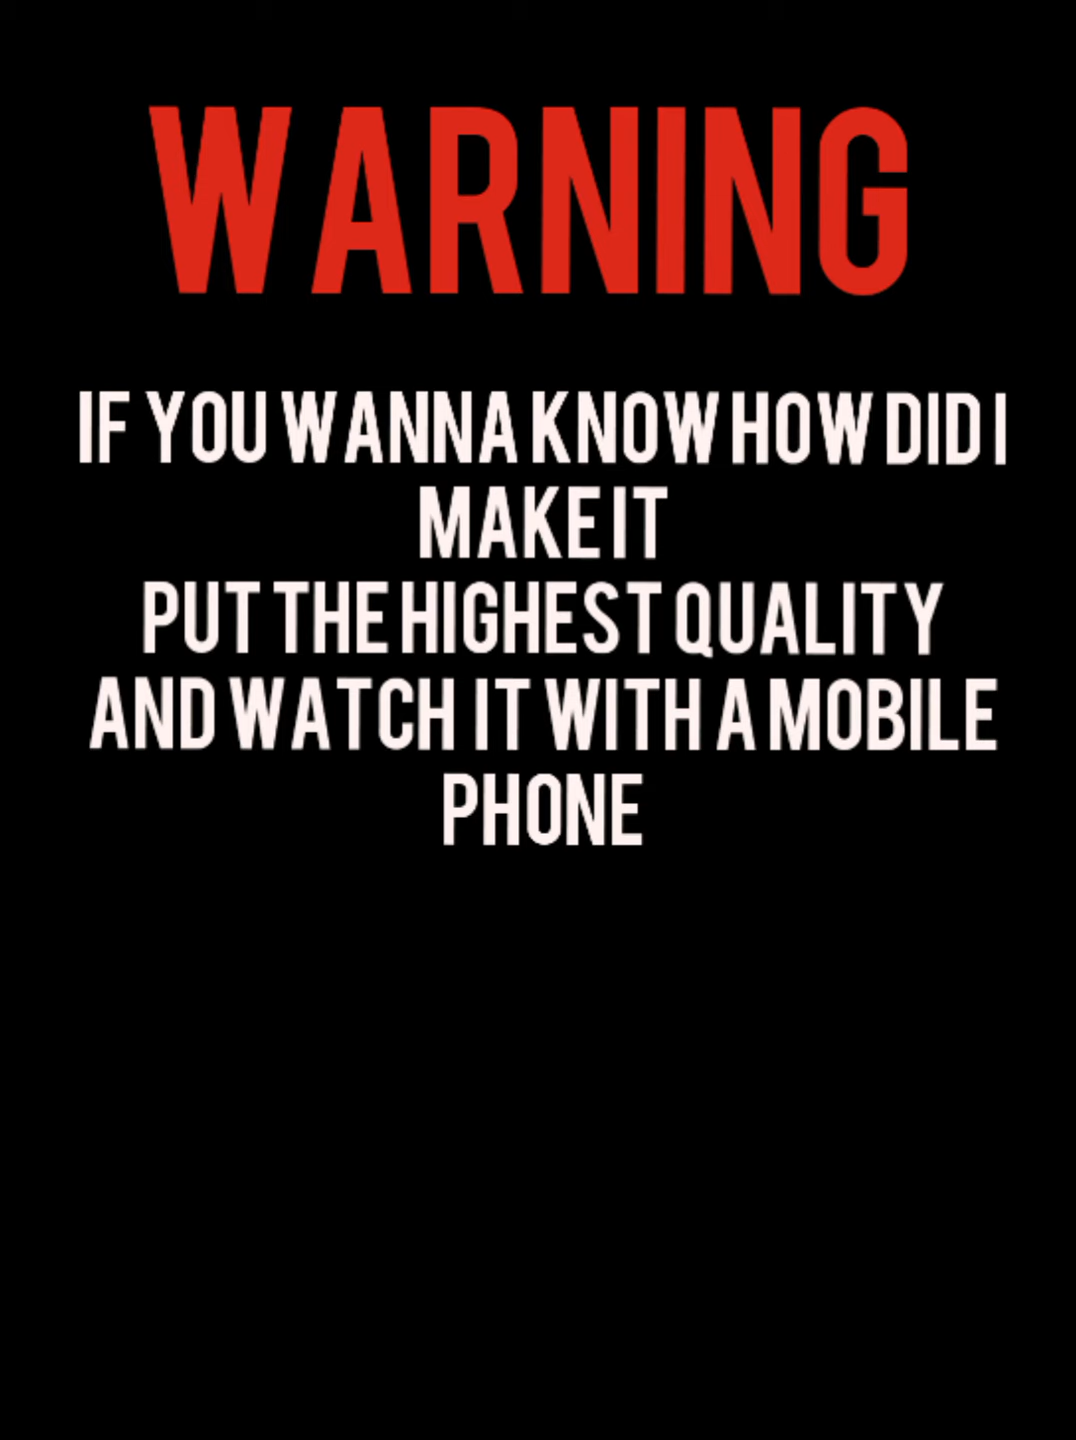 WARNING
IF YOU WANNA KNOW HOW DID I
MAKE IT
PUT THE HIGHEST QUALITY
AND WATCH IT WITH A MOBILE
PHONE